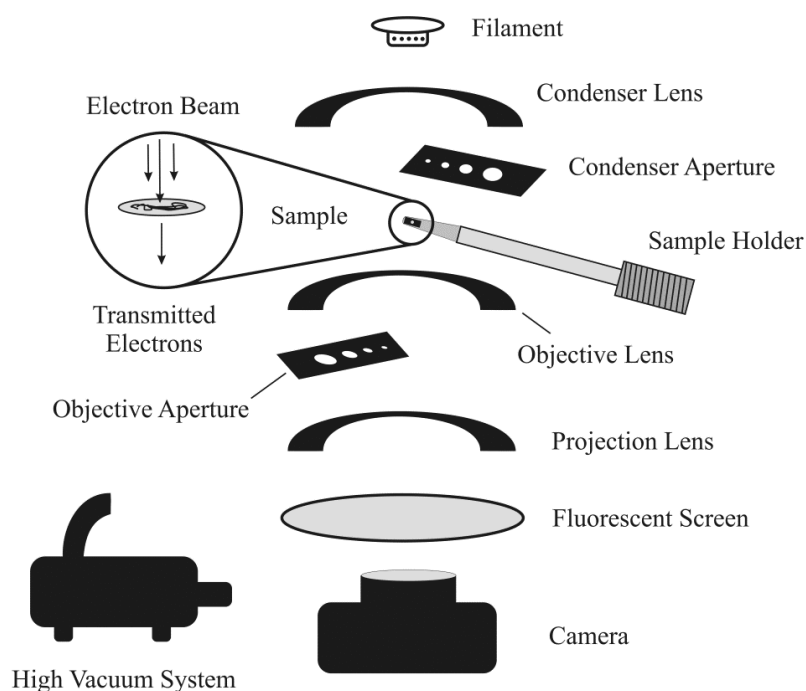 Filament
Condenser Lens
Electron Beam
Condenser Aperture
Sample
Sample Holder
Transmitted
Electrons
Objective Lens
Objective Aperture
Projection Lens
Fluorescent Screen
Camera
High Vacuum System